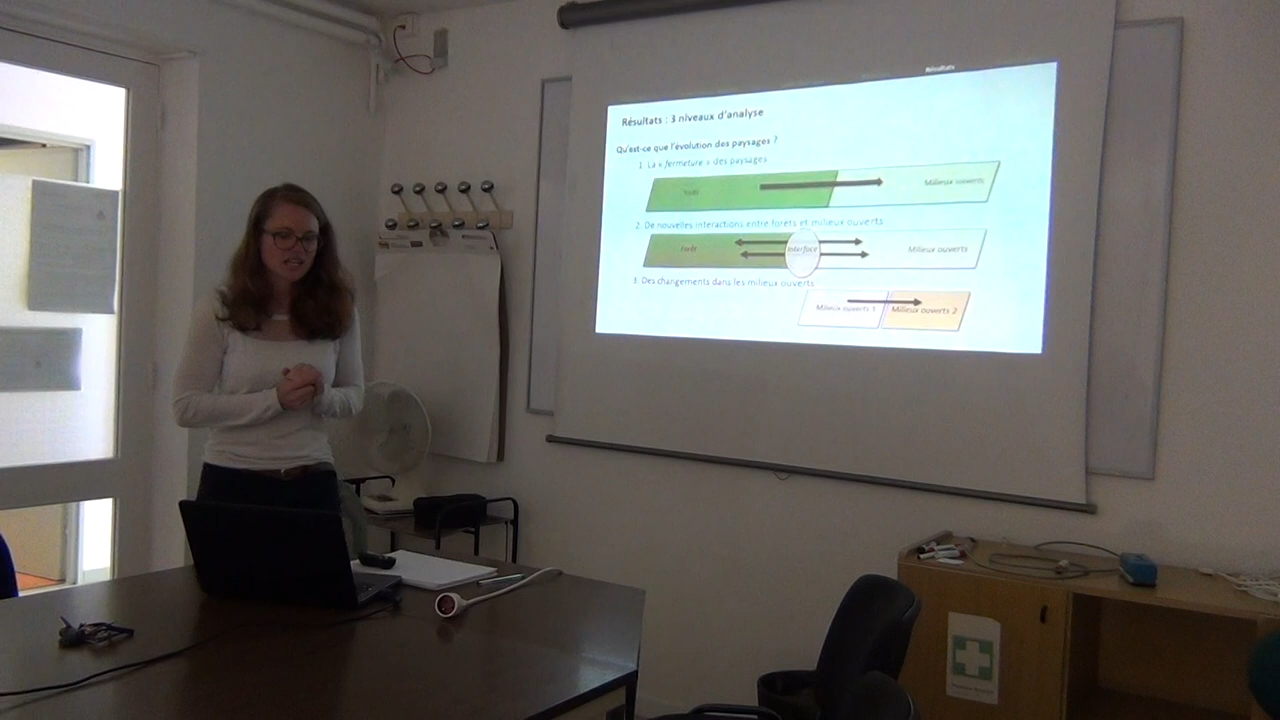 Résultats
Résultats : 3 niveaux d'analyse
Qu'est-ce que l'évolution des paysages ?
1. La « fermeture » des paysages
Forêt Milieux ouverts
2. De nouvelles interactions entre forêts et milieux ouverts
Forêt Interface Milieux ouverts
3. Des changements dans les milieux ouverts
Milieux ouverts 1 Milieux ouverts 2